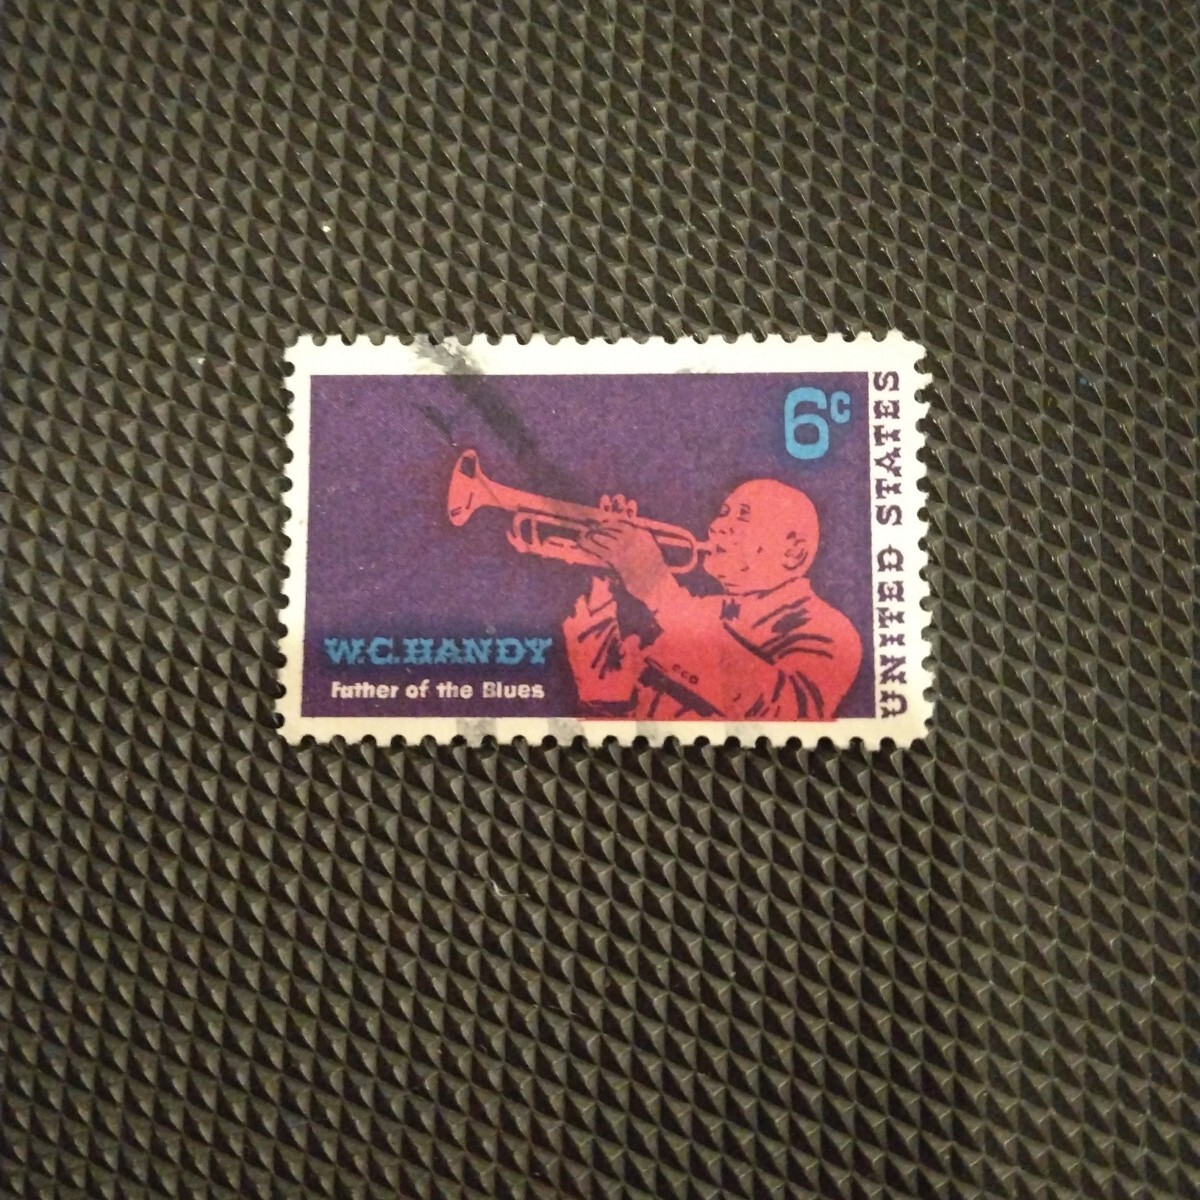 6c
W.C. HANDY
Father of the Blues
UNITED STATES